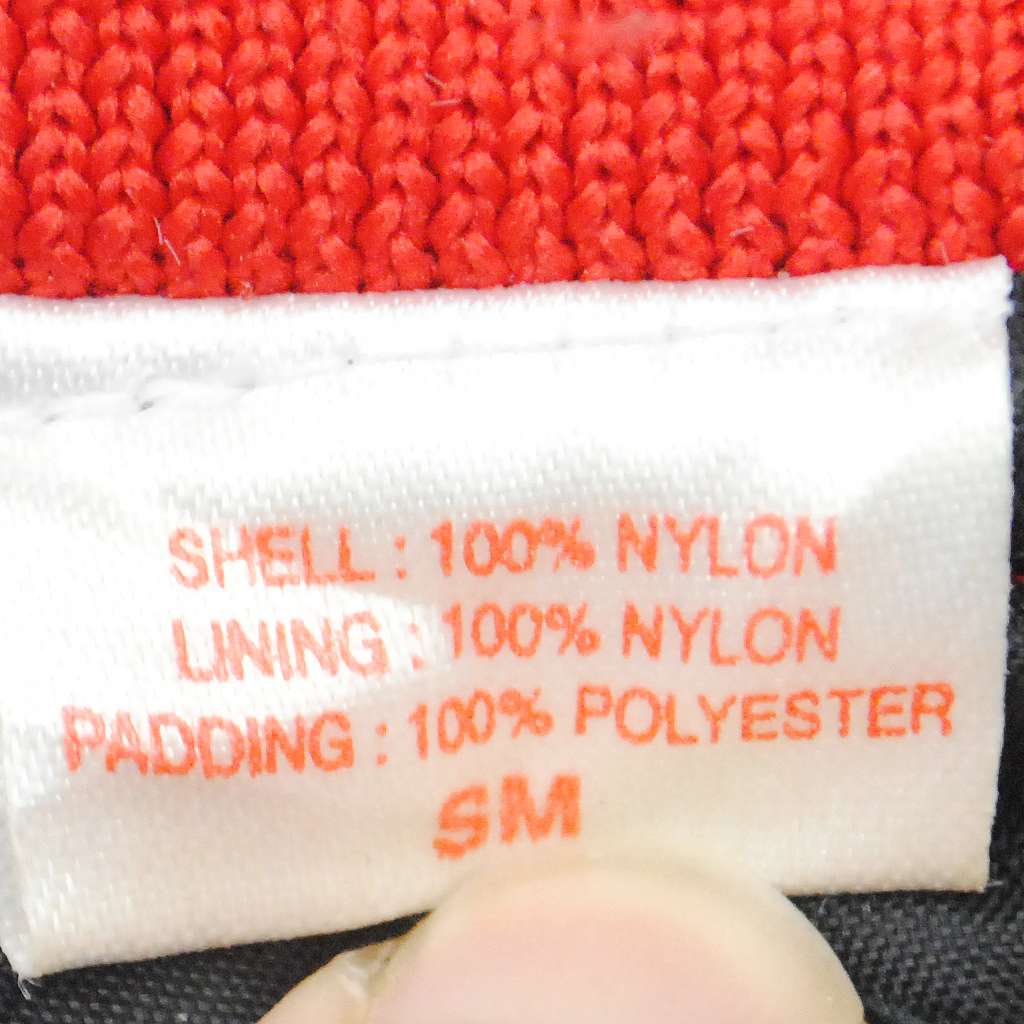 SHELL : 100% NYLON
LINING : 100% NYLON
PADDING : 100% POLYESTER
SM